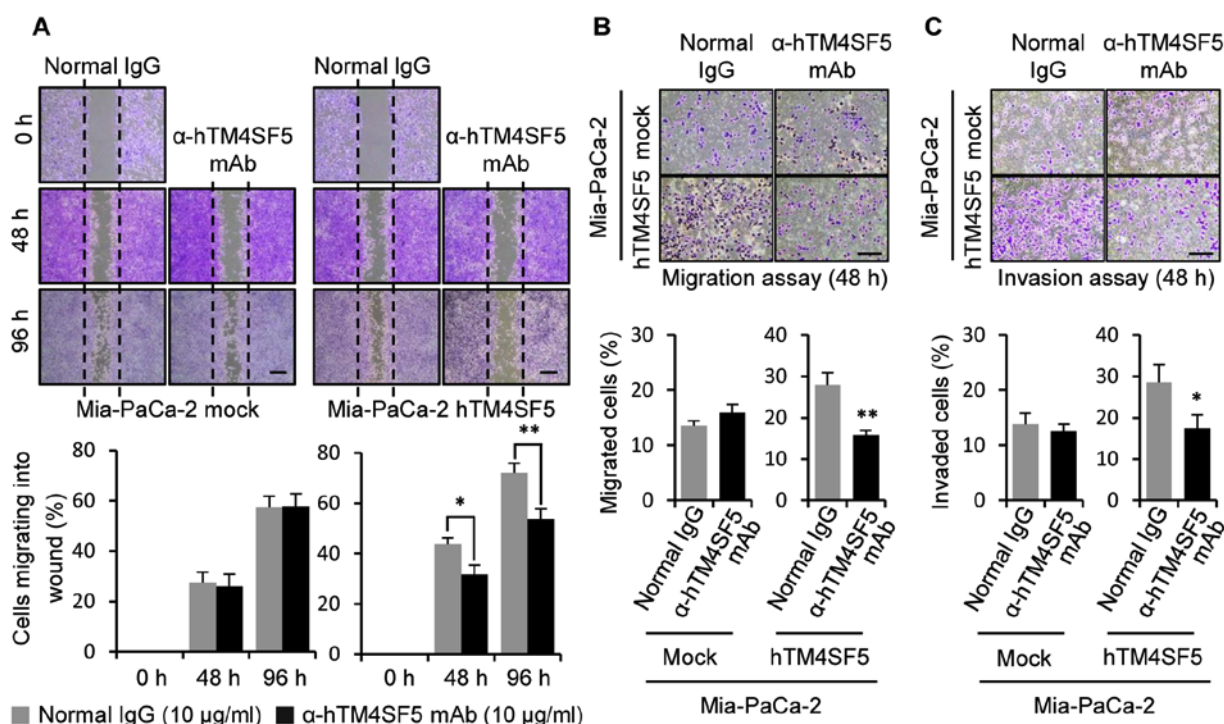 A
Normal IgG
Normal IgG
0 h
α-hTM4SF5
mAb
α-hTM4SF5
mAb
48 h
96 h
Mia-PaCa-2 mock
Mia-PaCa-2 hTM4SF5
Cells migrating into
wound (%)
80
60
40
20
0
0 h
48 h
96 h
80
60
40
20
0
*
**
0 h
48 h
96 h
Normal IgG (10 µg/ml)
α-hTM4SF5 mAb (10 µg/ml)
B
Normal
IgG
α-hTM4SF5
mAb
Mia-PaCa-2
hTM4SF5 mock
Migration assay (48 h)
Migrated cells (%)
30
20
10
0
40
30
20
10
0
**
Normal IgG
α-hTM4SF5
mAb
Normal IgG
α-hTM4SF5
mAb
Mock
hTM4SF5
Mia-PaCa-2
C
Normal
IgG
α-hTM4SF5
mAb
Mia-PaCa-2
hTM4SF5 mock
Invasion assay (48 h)
Invaded cells (%)
30
20
10
0
40
30
20
10
0
*
Normal IgG
α-hTM4SF5
mAb
Normal IgG
α-hTM4SF5
mAb
Mock
hTM4SF5
Mia-PaCa-2